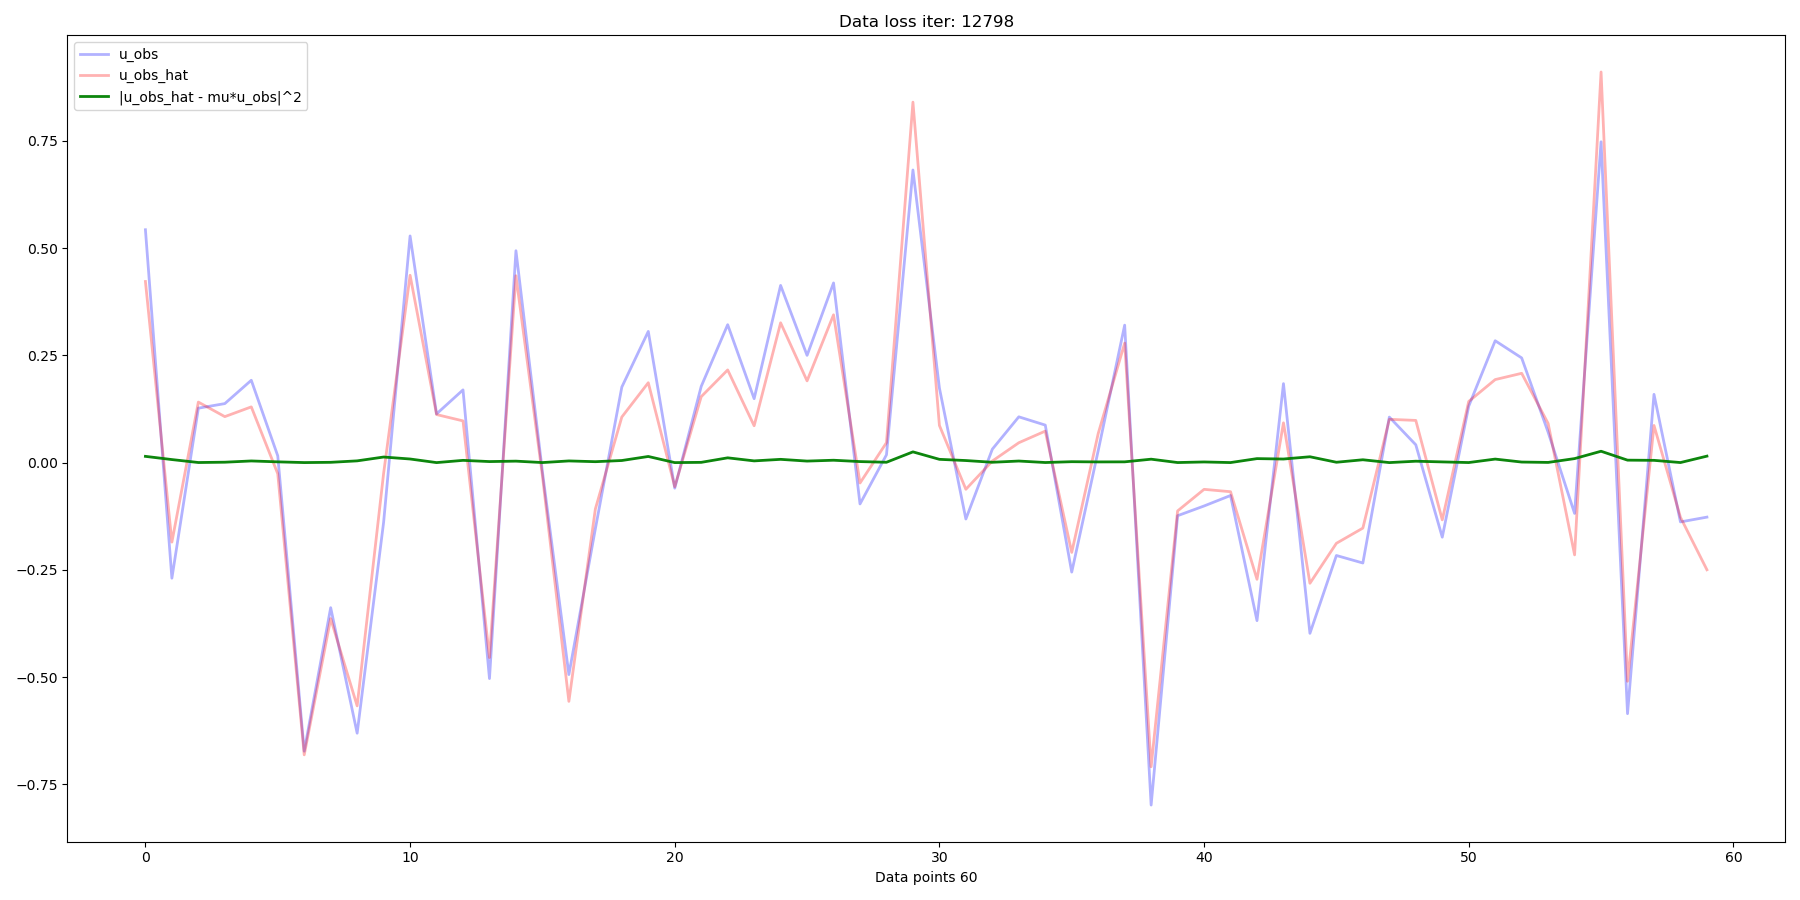 Data loss iter: 12798
u_obs
u_obs_hat
|u_obs_hat - mu*u_obs|^2
0.75
0.50
0.25
0.00
−0.25
−0.50
−0.75
0 10 20 30 40 50 60
Data points 60